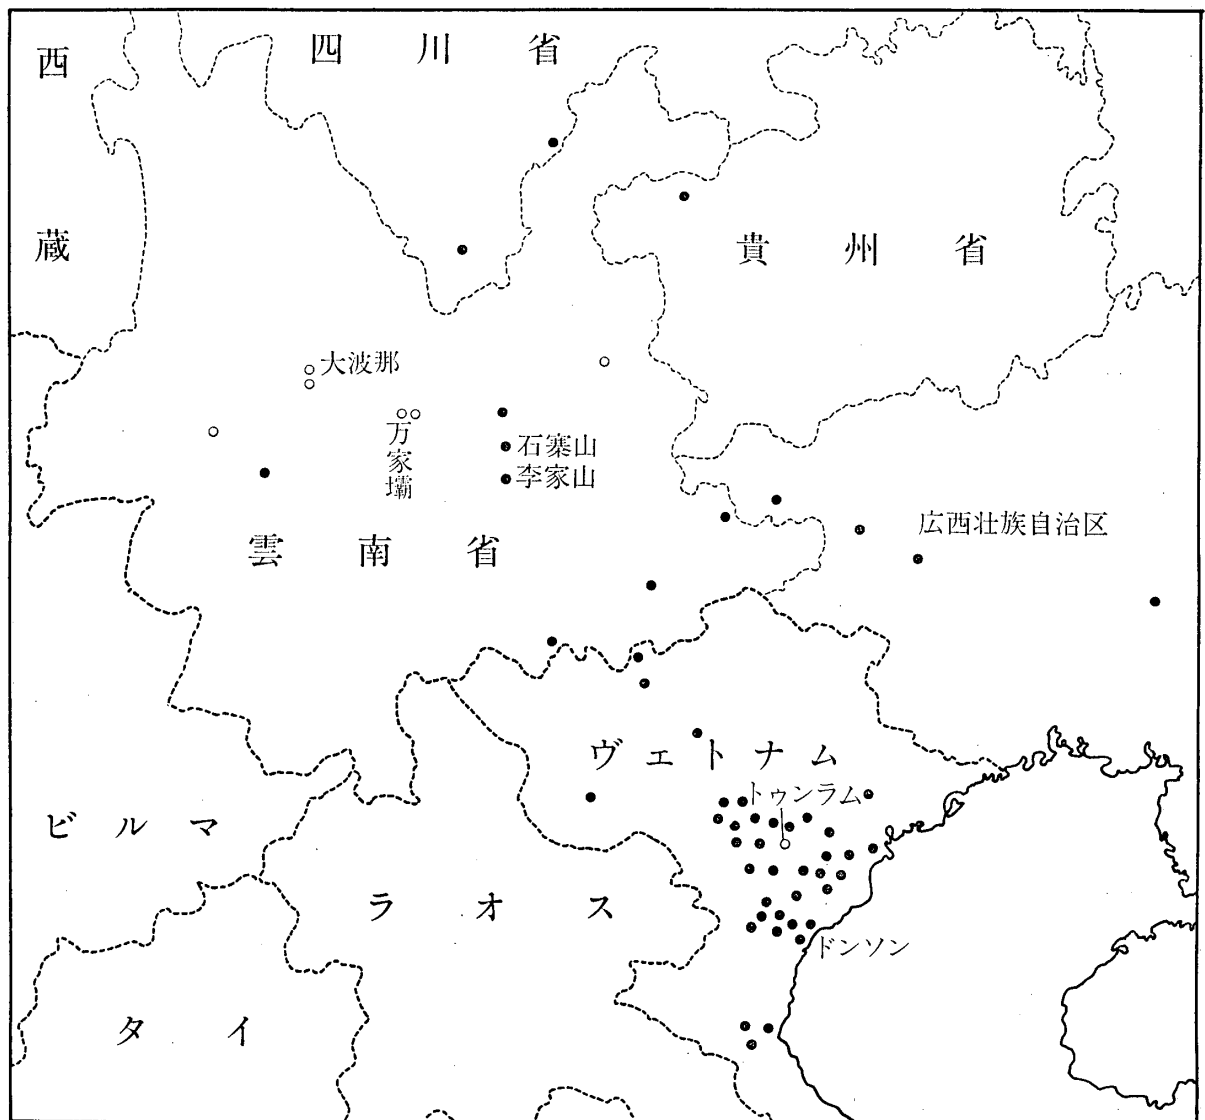 西蔵
四川省
貴州省
大波那
万家壩
石寨山
李家山
雲南省
広西壮族自治区
ヴェトナム
トゥンラム
ビルマ
ラオス
ドンソン
タイ